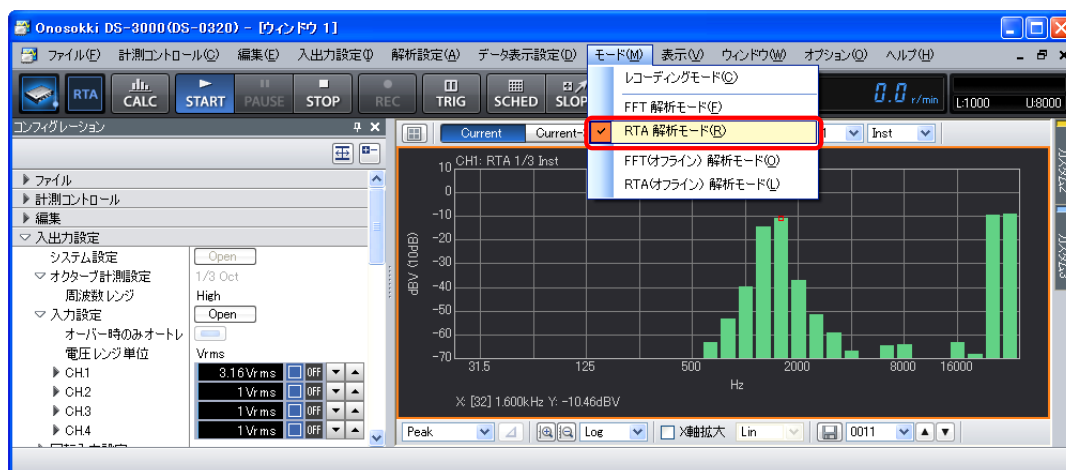 Onosokki DS-3000(DS-0320) - [ウィンドウ 1]
ファイル(F) 計測コントロール(C) 編集(E) 入出力設定(I) 解析設定(A) データ表示設定(D) モード(M) 表示(V) ウィンドウ(W) オプション(O) ヘルプ(H)
RTA CALC START PAUSE STOP REC TRIG SCHED SLOP 0.0 r/min L:1000 U:8000
レコーディングモード(C)
FFT 解析モード(F)
RTA 解析モード(R)
FFT(オフライン) 解析モード(O)
RTA(オフライン) 解析モード(L)
コンフィグレーション
Current Current- 1 Inst
ファイル
計測コントロール
編集
入出力設定
システム設定 Open
オクターブ計測設定 1/3 Oct
周波数レンジ High
入力設定 Open
オーバー時のみオートレ
電圧レンジ単位 Vrms
CH.1 3.16Vrms OFF
CH.2 1Vrms OFF
CH.3 1Vrms OFF
CH.4 1Vrms OFF
CH1: RTA 1/3 Inst
10
0
-10
-20
-30
-40
-50
-60
-70
dBV (10dB)
31.5 125 500 2000 8000 16000
Hz
X: [32] 1.600kHz Y: -10.46dBV
Peak Log X軸拡大 Lin 0011
カスタム2
カスタム3